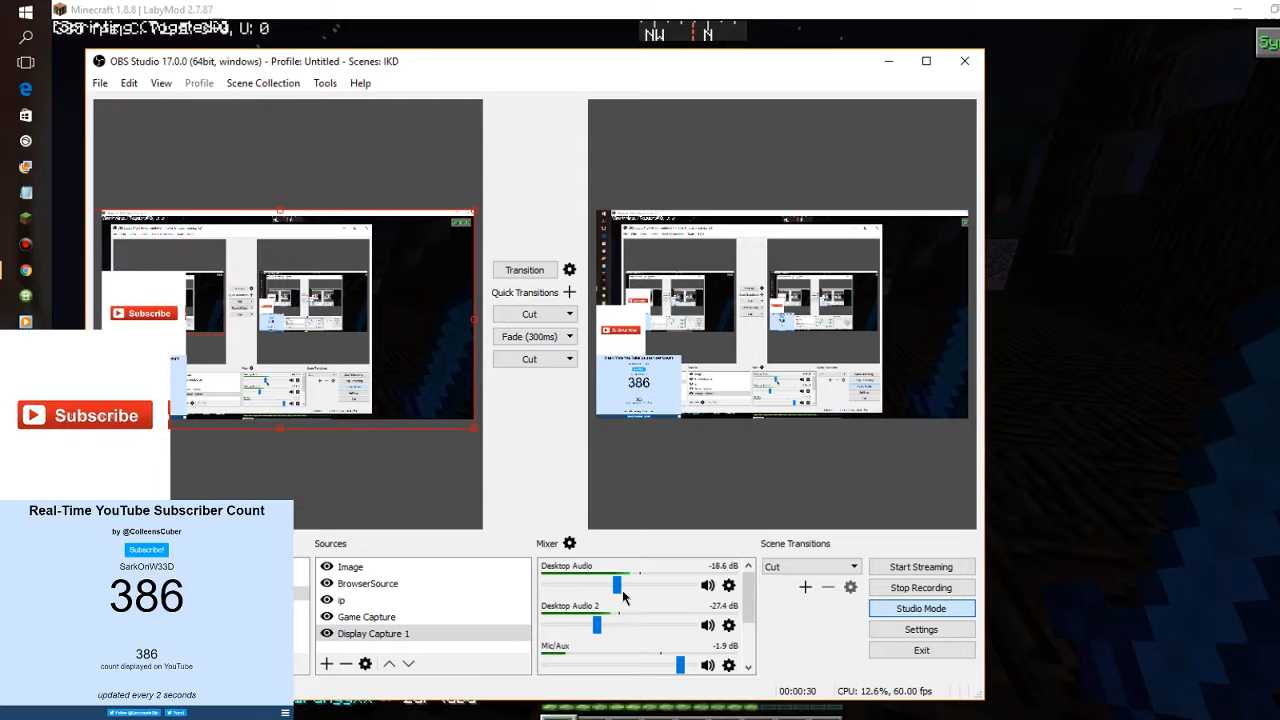 Minecraft 1.8.8 | LabyMod 2.7.87
NW N
OBS Studio 17.0.0 (64bit, windows) - Profile: Untitled - Scenes: IKD
File Edit View Profile Scene Collection Tools Help
Transition
Quick Transitions
Cut
Fade (300ms)
Cut
Subscribe
Subscribe
Subscribe
386
Real-Time YouTube Subscriber Count
by @ColleensCuber
Subscribe!
SarkOnW33D
386
386
count displayed on YouTube
updated every 2 seconds
Sources
Image
BrowserSource
ip
Game Capture
Display Capture 1
Mixer
Desktop Audio -18.6 dB
Desktop Audio 2 -27.4 dB
Mic/Aux -1.9 dB
Scene Transitions
Cut
Start Streaming
Stop Recording
Studio Mode
Settings
Exit
00:00:30 CPU: 12.6%, 60.00 fps